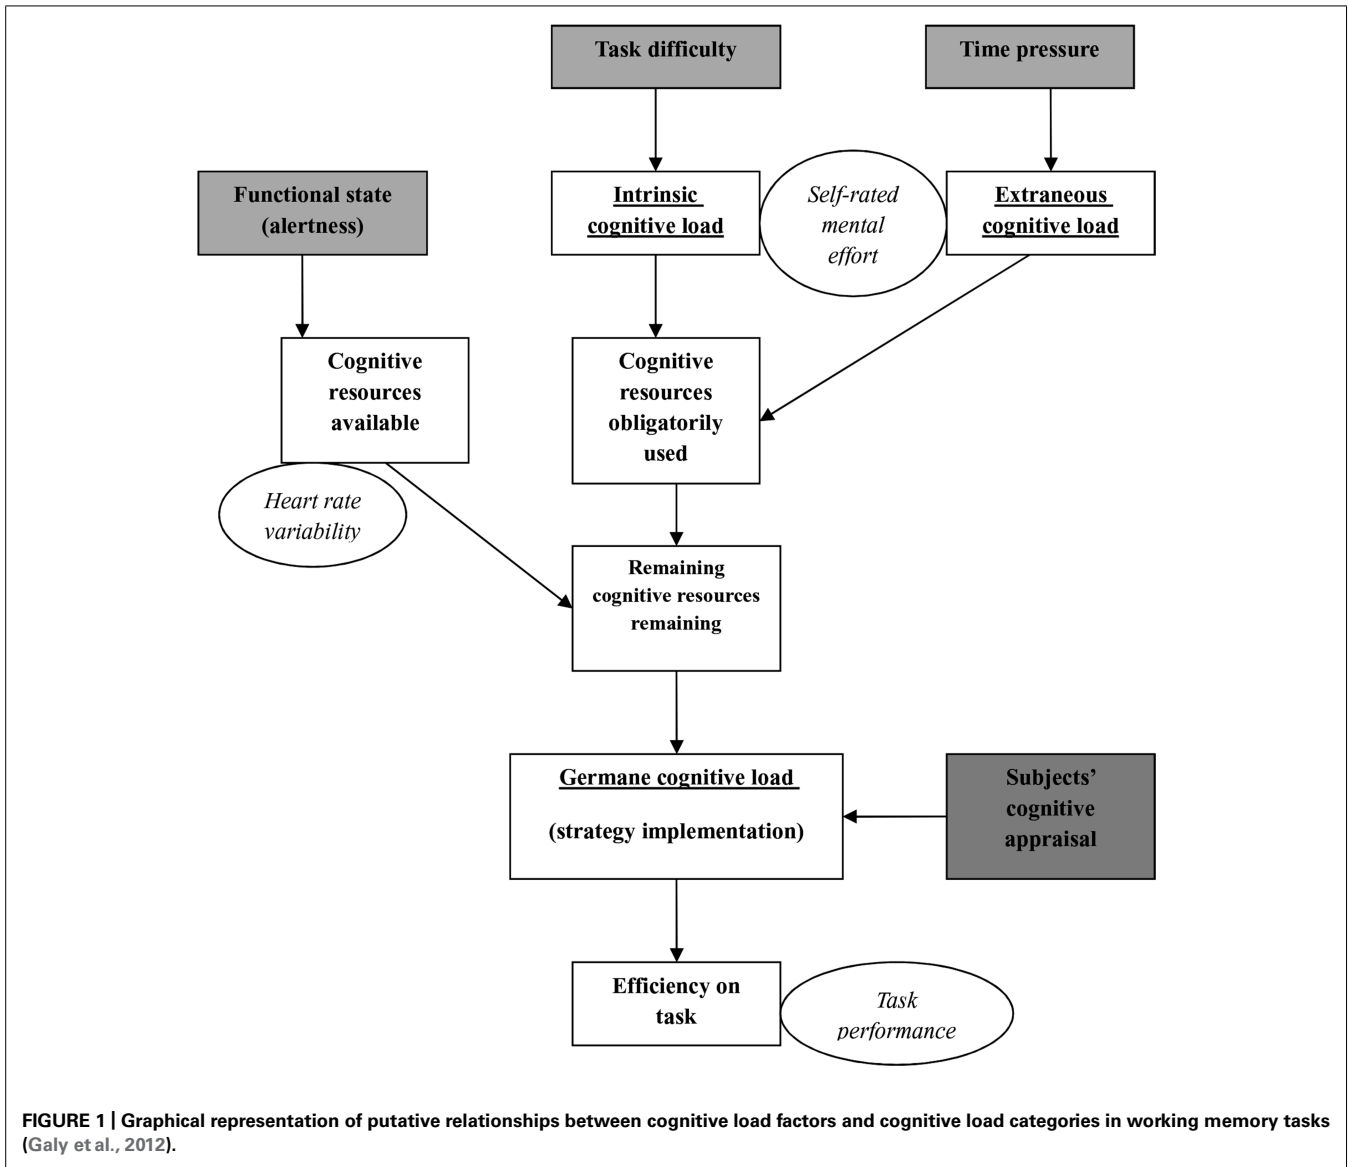 Task difficulty
Time pressure
Functional state
(alertness)
Intrinsic
cognitive load
Self-rated
mental
effort
Extraneous
cognitive load
Cognitive
resources
available
Cognitive
resources
obligatorily
used
Heart rate
variability
Remaining
cognitive resources
remaining
Germane cognitive load
(strategy implementation)
Subjects’
cognitive
appraisal
Efficiency on
task
Task
performance
FIGURE 1 | Graphical representation of putative relationships between cognitive load factors and cognitive load categories in working memory tasks
(Galy et al., 2012).